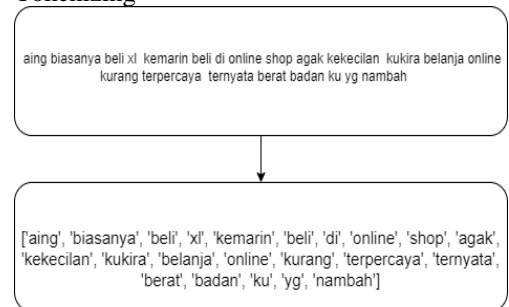 Tokenizing
aing biasanya beli xl kemarin beli di online shop agak kekecilan kukira belanja online
kurang terpercaya ternyata berat badan ku yg nambah
['aing', 'biasanya', 'beli', 'xl', 'kemarin', 'beli', 'di', 'online', 'shop', 'agak',
'kekecilan', 'kukira', 'belanja', 'online', 'kurang', 'terpercaya', 'ternyata',
'berat', 'badan', 'ku', 'yg', 'nambah']